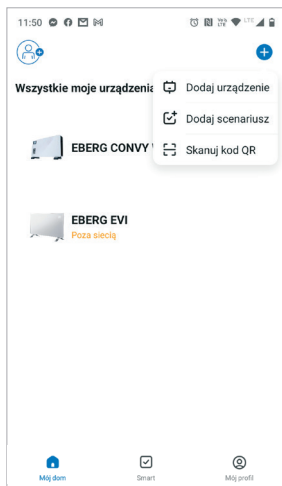 11:50
LTE
Wszystkie moje urządzenia
Dodaj urządzenie
Dodaj scenariusz
Skanuj kod QR
EBERG CONVY
EBERG EVI
Poza siecią
Mój dom
Smart
Mój profil